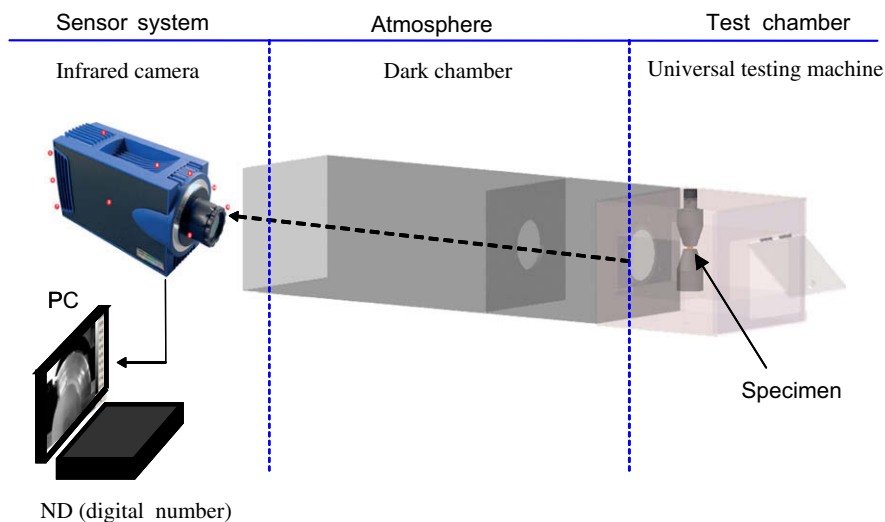 Sensor system
Atmosphere
Test chamber
Infrared camera
Dark chamber
Universal testing machine
PC
Specimen
ND (digital number)